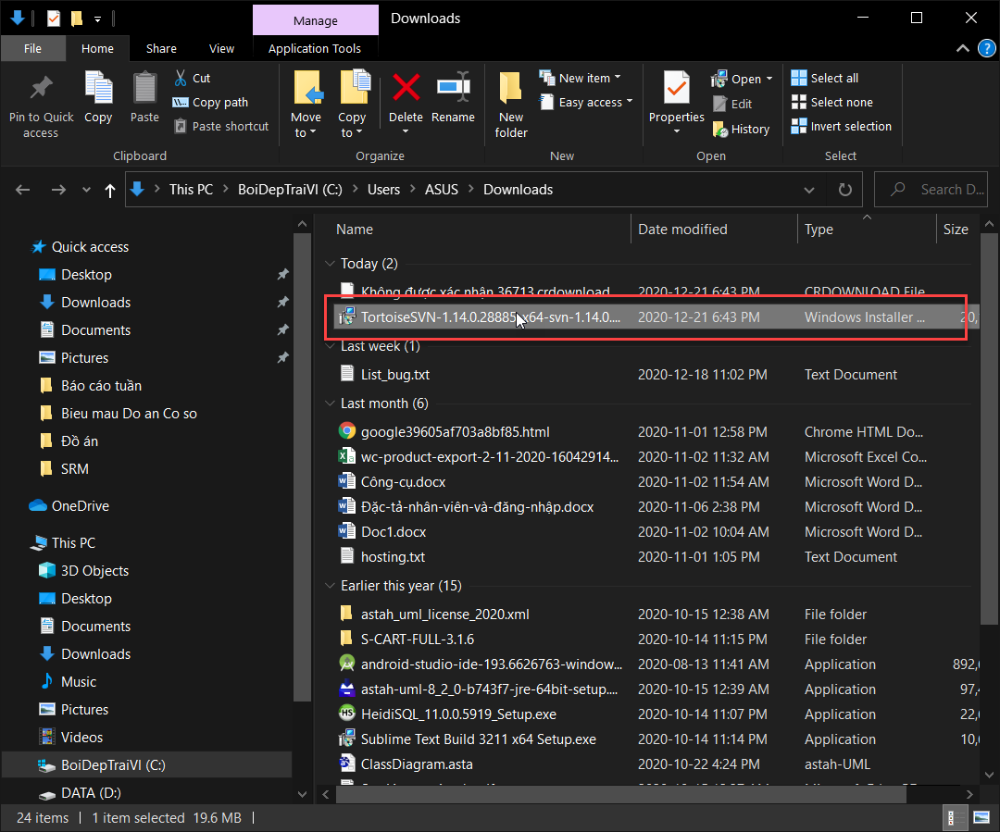 Manage
Downloads
File
Home
Share
View
Application Tools
Pin to Quick access
Copy
Paste
Cut
Copy path
Paste shortcut
Clipboard
Move to
Copy to
Delete
Rename
Organize
New folder
New item
Easy access
New
Properties
Open
Edit
History
Open
Select all
Select none
Invert selection
Select
This PC
BoiDepTraiVl (C:)
Users
ASUS
Downloads
Search D...
Quick access
Desktop
Downloads
Documents
Pictures
Báo cáo tuần
Bieu mau Do an Co so
Đồ án
SRM
OneDrive
This PC
3D Objects
Desktop
Documents
Downloads
Music
Pictures
Videos
BoiDepTraiVl (C:)
DATA (D:)
Name Date modified Type Size
Today (2)
Không được xác nhận 36713.crdownload 2020-12-21 6:43 PM CRDOWNLOAD File
TortoiseSVN-1.14.0.28885-x64-svn-1.14.0.... 2020-12-21 6:43 PM Windows Installer ... 20,
Last week (1)
List_bug.txt 2020-12-18 11:02 PM Text Document
Last month (6)
google39605af703a8bf85.html 2020-11-01 12:58 PM Chrome HTML Do...
wc-product-export-2-11-2020-16042914... 2020-11-02 11:32 AM Microsoft Excel Co...
Công-cụ.docx 2020-11-02 11:54 AM Microsoft Word D...
Đặc-tả-nhân-viên-và-đăng-nhập.docx 2020-11-06 2:38 PM Microsoft Word D...
Doc1.docx 2020-11-02 10:04 AM Microsoft Word D...
hosting.txt 2020-11-01 1:05 PM Text Document
Earlier this year (15)
astah_uml_license_2020.xml 2020-10-15 12:38 AM File folder
S-CART-FULL-3.1.6 2020-10-14 11:15 PM File folder
android-studio-ide-193.6626763-window... 2020-08-13 11:41 AM Application 892,
astah-uml-8_2_0-b743f7-jre-64bit-setup.... 2020-10-15 12:39 AM Application 97,
HeidiSQL_11.0.0.5919_Setup.exe 2020-10-14 11:07 PM Application 22,
Sublime Text Build 3211 x64 Setup.exe 2020-10-14 11:14 PM Application 10,
ClassDiagram.asta 2020-10-22 4:24 PM astah-UML
24 items 1 item selected 19.6 MB